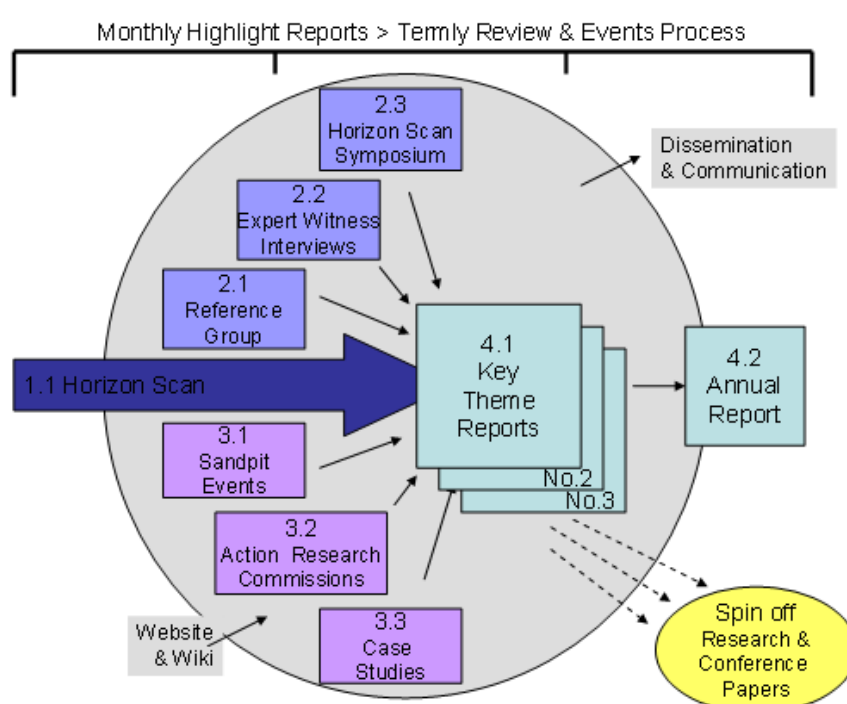 Monthly Highlight Reports > Termly Review & Events Process
2.3
Horizon Scan
Symposium
Dissemination
& Communication
2.2
Expert Witness
Interviews
2.1
Reference
Group
1.1 Horizon Scan
4.1
Key
Theme
Reports
No.2
No.3
4.2
Annual
Report
3.1
Sandpit
Events
3.2
Action Research
Commissions
3.3
Case
Studies
Website
& Wiki
Spin off
Research &
Conference
Papers